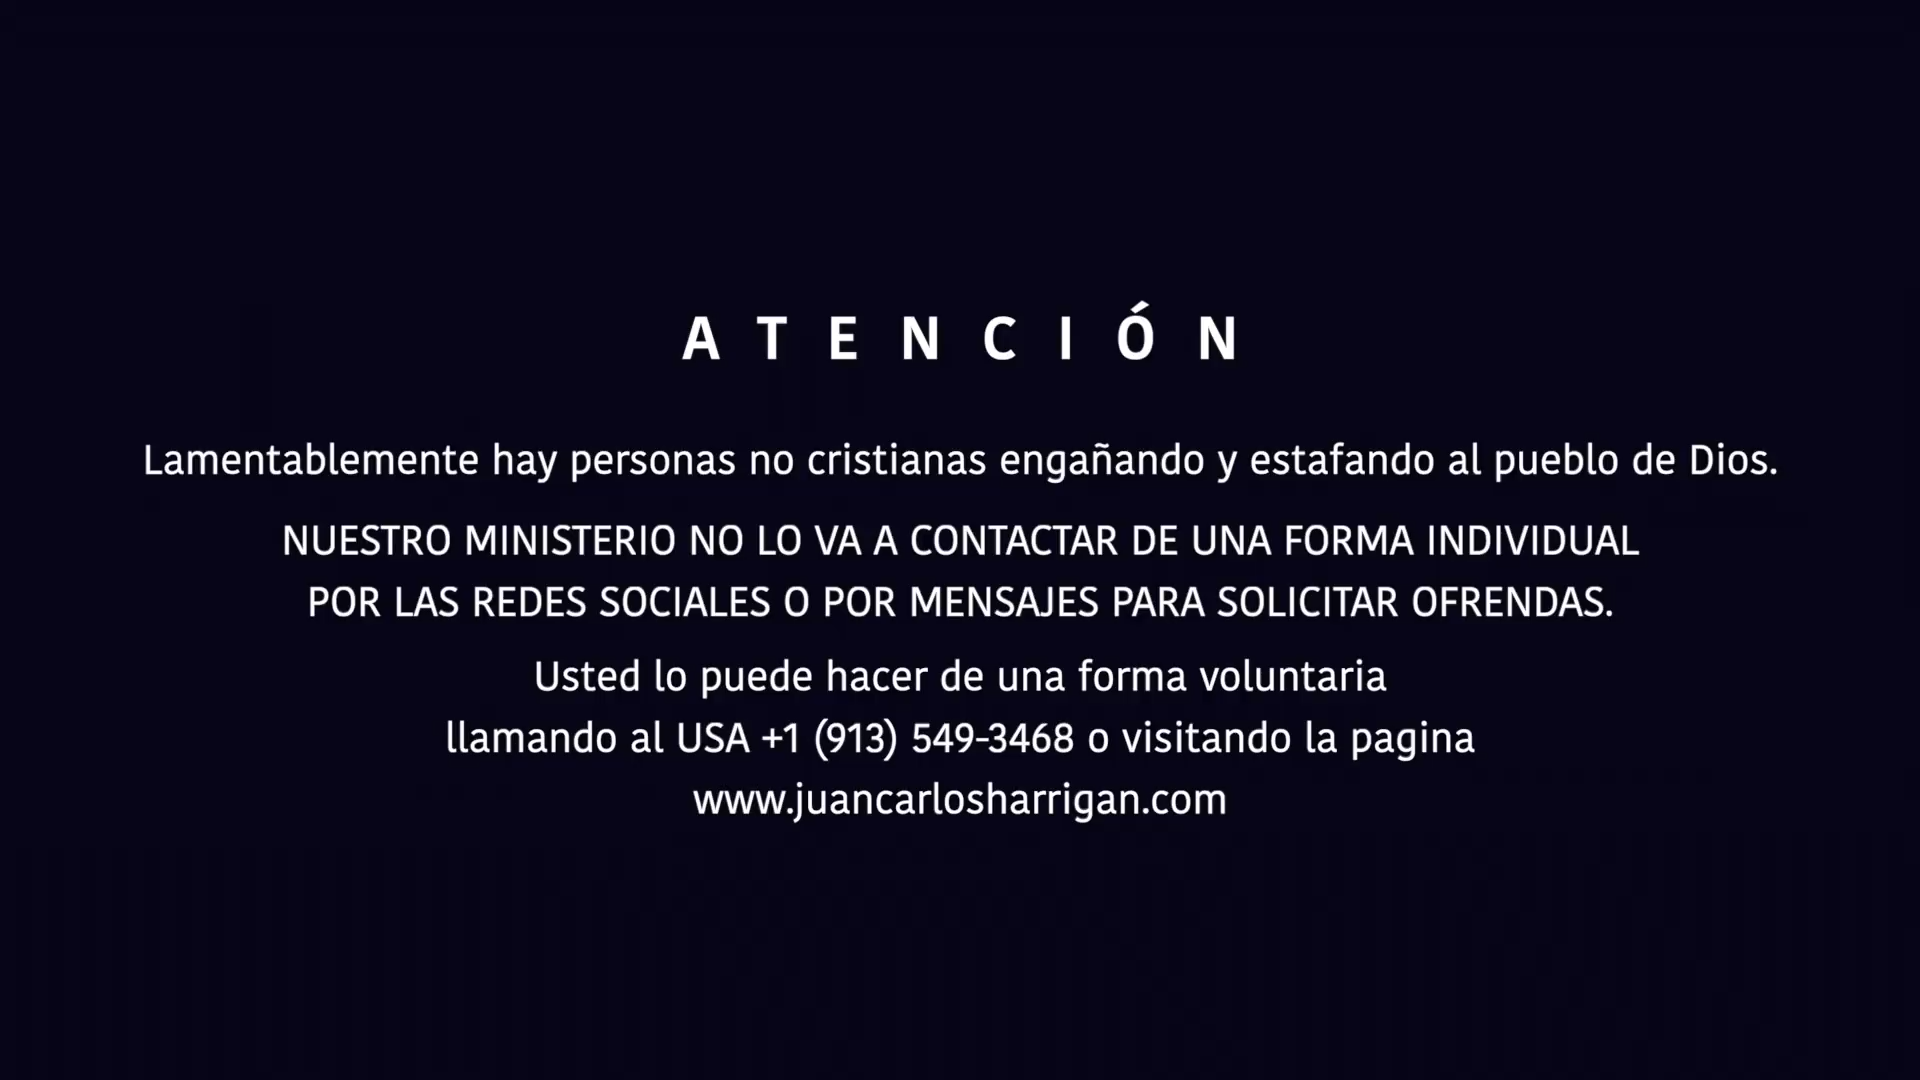 ATENCIÓN
Lamentablemente hay personas no cristianas engañando y estafando al pueblo de Dios.
NUESTRO MINISTERIO NO LO VA A CONTACTAR DE UNA FORMA INDIVIDUAL
POR LAS REDES SOCIALES O POR MENSAJES PARA SOLICITAR OFRENDAS.
Usted lo puede hacer de una forma voluntaria
llamando al USA +1 (913) 549-3468 o visitando la pagina
www.juancarlosharrigan.com